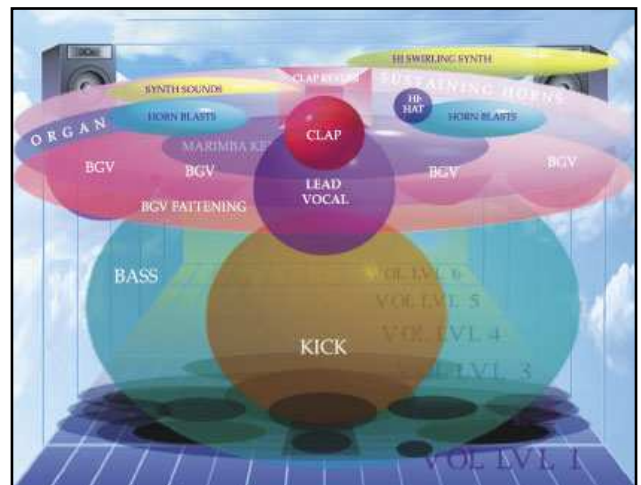 HI SWIRLING SYNTH
CLAP REVERB
SUSTAINING HORNS
SYNTH SOUNDS
HI-
HAT
HORN BLASTS
HORN BLASTS
ORGAN
CLAP
MARIMBA
BGV
BGV
BGV
BGV
LEAD
VOCAL
BGV FATTENING
BASS
VOL LVL 6
VOL LVL 5
KICK
VOL LVL 4
VOL LVL 3
VOL LVL 1